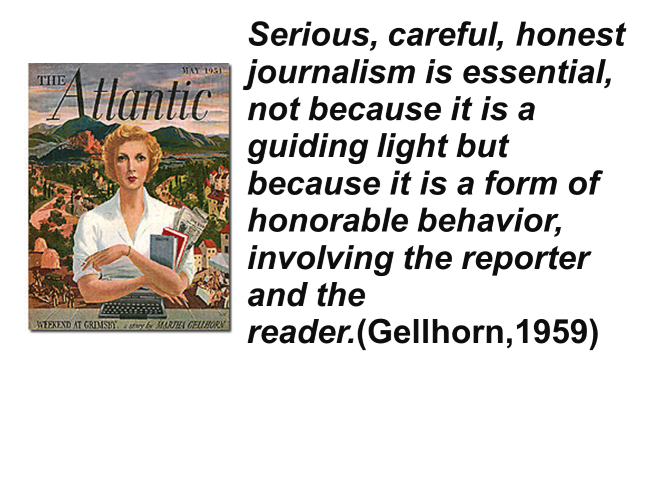 THE
Atlantic
MAY 1951
WEEKEND AT GRIMSBY a story by MARTHA GELLHORN
Serious, careful, honest
journalism is essential,
not because it is a
guiding light but
because it is a form of
honorable behavior,
involving the reporter
and the
reader.(Gellhorn,1959)